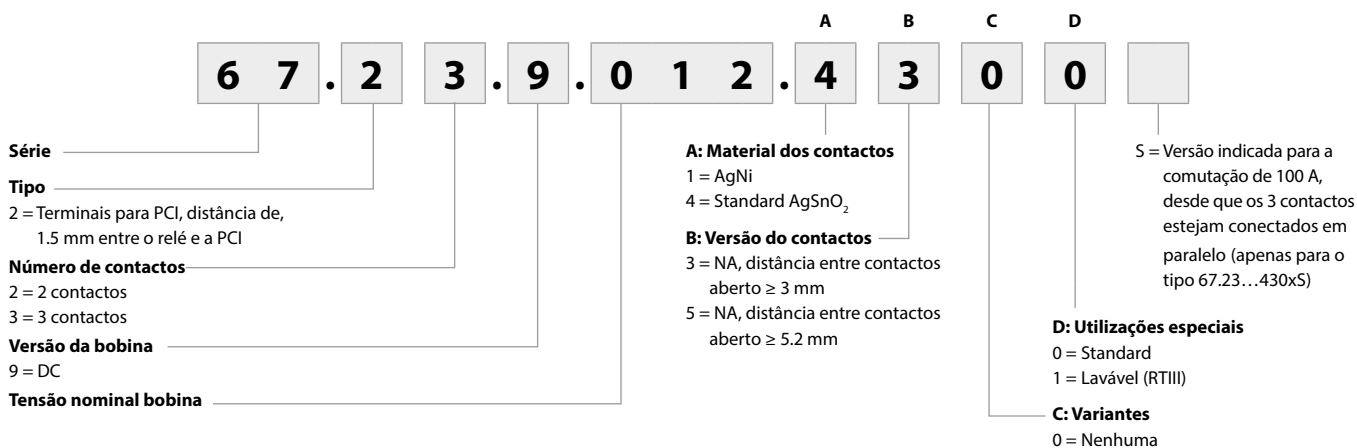 A B C D
6 7 . 2 3 . 9 . 0 1 2 . 4 3 0 0
Série
Tipo
2 = Terminais para PCI, distância de,
1.5 mm entre o relé e a PCI
Número de contactos
2 = 2 contactos
3 = 3 contactos
Versão da bobina
9 = DC
Tensão nominal bobina
A: Material dos contactos
1 = AgNi
4 = Standard AgSnO2
B: Versão do contactos
3 = NA, distância entre contactos
aberto ≥ 3 mm
5 = NA, distância entre contactos
aberto ≥ 5.2 mm
S = Versão indicada para a
comutação de 100 A,
desde que os 3 contactos
estejam conectados em
paralelo (apenas para o
tipo 67.23…430xS)
D: Utilizações especiais
0 = Standard
1 = Lavável (RTIII)
C: Variantes
0 = Nenhuma